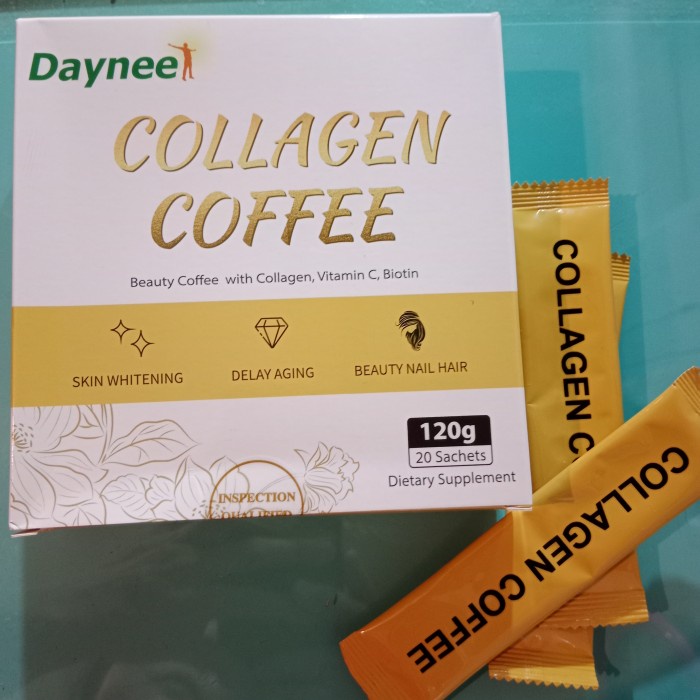 Daynee
COLLAGEN
COFFEE
Beauty Coffee with Collagen, Vitamin C, Biotin
SKIN WHITENING
DELAY AGING
BEAUTY NAIL HAIR
120g
20 Sachets
Dietary Supplement
INSPECTION
QUALIFIED
COLLAGEN C
COLLAGEN COFFEE